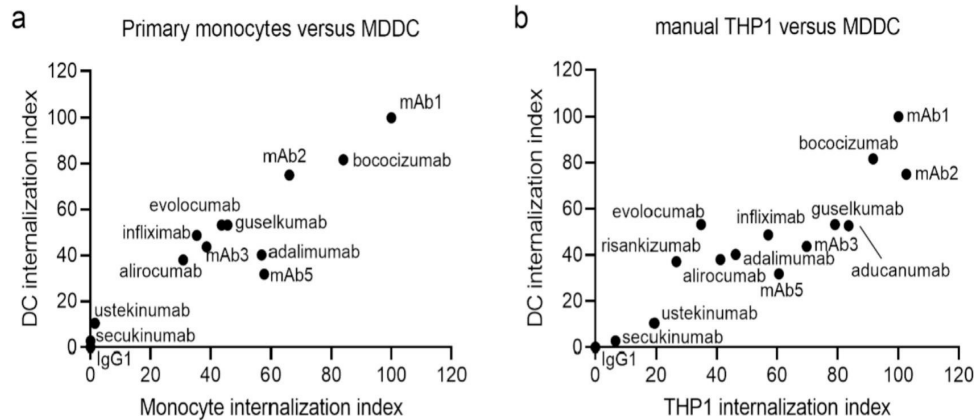 a
Primary monocytes versus MDDC
DC internalization index
120
100
80
60
40
20
0
mAb1
bococizumab
mAb2
evolocumab
guselkumab
infliximab
mAb3
adalimumab
alirocumab
mAb5
ustekinumab
secukinumab
IgG1
0 20 40 60 80 100 120
Monocyte internalization index
b
manual THP1 versus MDDC
DC internalization index
120
100
80
60
40
20
0
mAb1
bococizumab
mAb2
evolocumab
infliximab
guselkumab
risankizumab
mAb3
adalimumab
aducanumab
alirocumab
mAb5
ustekinumab
secukinumab
0 20 40 60 80 100 120
THP1 internalization index